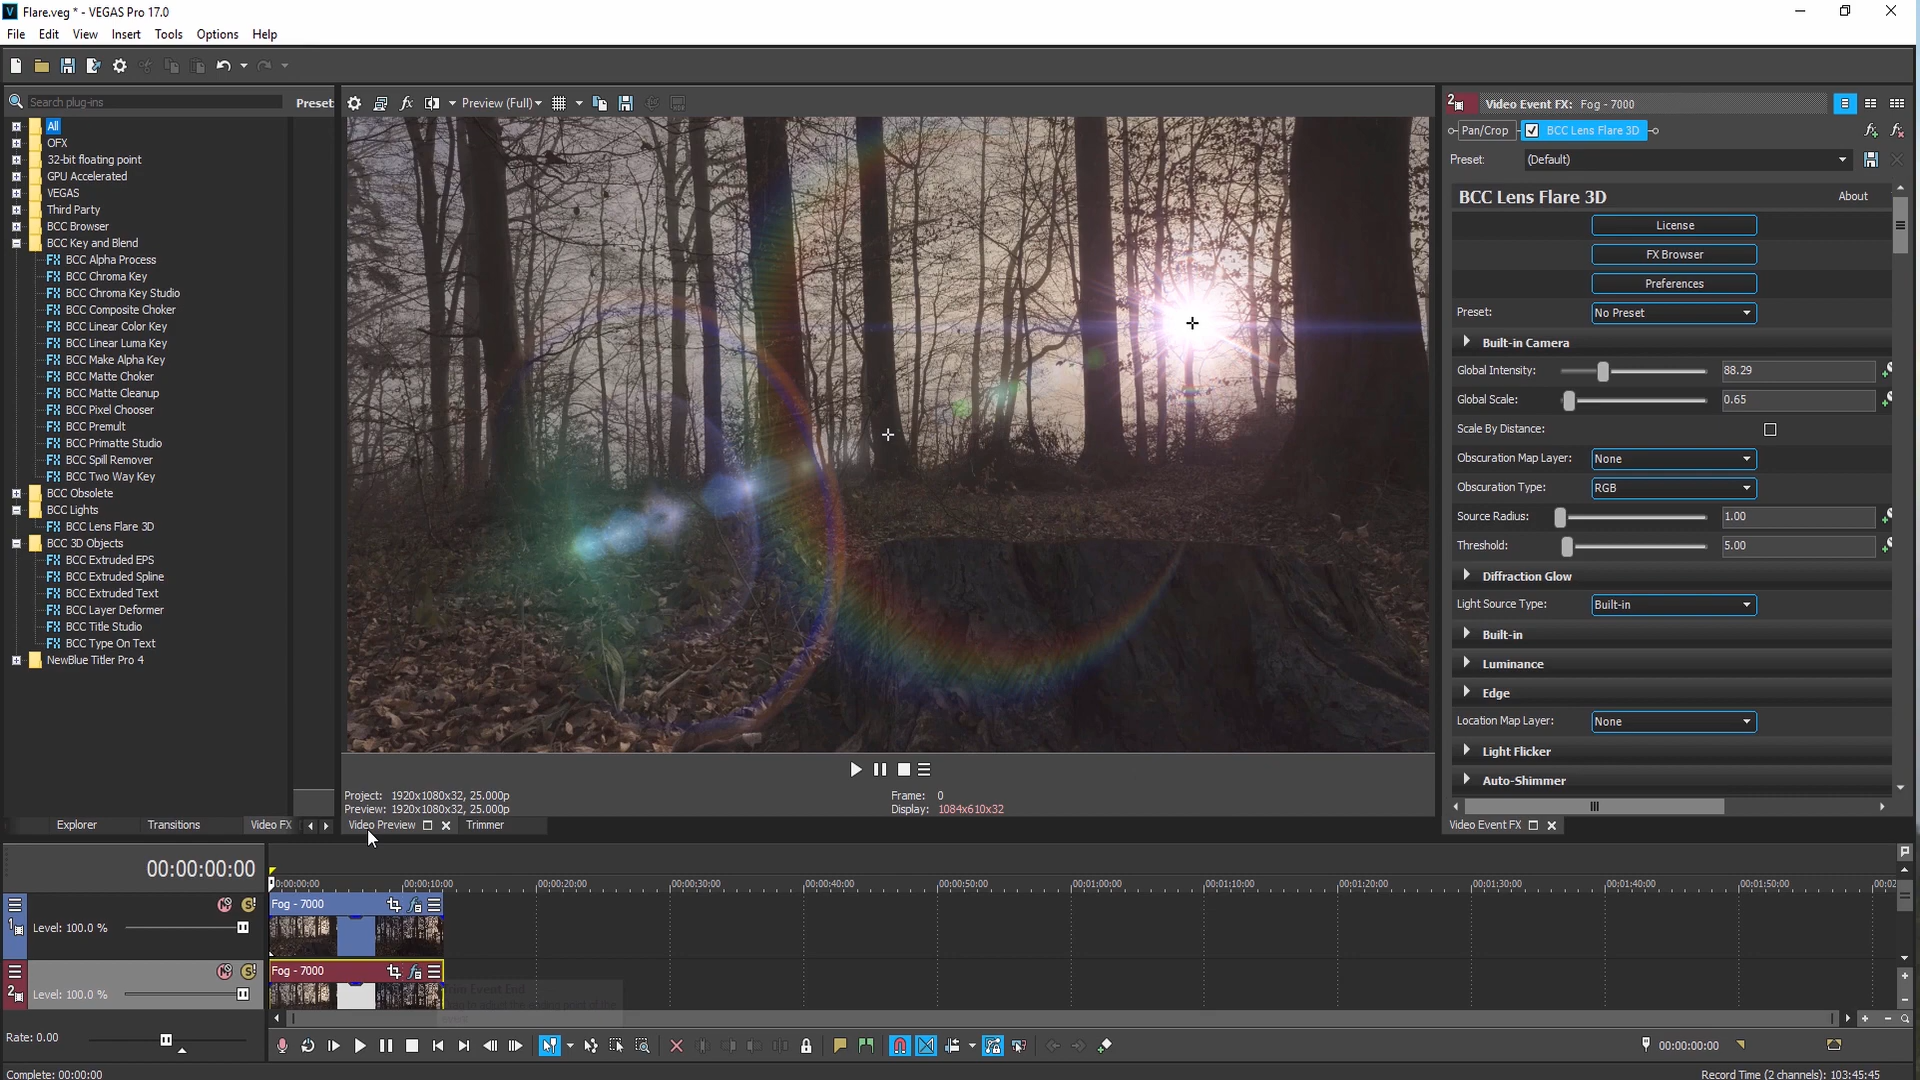 Flare.veg * - VEGAS Pro 17.0
File Edit View Insert Tools Options Help
Search plug-ins
Preset:
All
OFX
32-bit floating point
GPU Accelerated
VEGAS
Third Party
BCC Browser
BCC Key and Blend
BCC Alpha Process
BCC Chroma Key
BCC Chroma Key Studio
BCC Composite Choker
BCC Linear Color Key
BCC Linear Luma Key
BCC Make Alpha Key
BCC Matte Choker
BCC Matte Cleanup
BCC Pixel Chooser
BCC Premult
BCC Primatte Studio
BCC Spill Remover
BCC Two Way Key
BCC Obsolete
BCC Lights
BCC Lens Flare 3D
BCC 3D Objects
BCC Extruded EPS
BCC Extruded Spline
BCC Extruded Text
BCC Layer Deformer
BCC Title Studio
BCC Type On Text
NewBlue Titler Pro 4
Explorer Transitions Video FX
Preview (Full)
Project: 1920x1080x32, 25.000p
Preview: 1920x1080x32, 25.000p
Frame: 0
Display: 1084x610x32
Video Preview Trimmer
2 Video Event FX: Fog - 7000
Pan/Crop BCC Lens Flare 3D
Preset: (Default)
BCC Lens Flare 3D About
License
FX Browser
Preferences
Preset: No Preset
Built-in Camera
Global Intensity: 88.29
Global Scale: 0.65
Scale By Distance:
Obscuration Map Layer: None
Obscuration Type: RGB
Source Radius: 1.00
Threshold: 5.00
Diffraction Glow
Light Source Type: Built-in
Built-in
Luminance
Edge
Location Map Layer: None
Light Flicker
Auto-Shimmer
Video Event FX
00:00:00:00
0:00:00:00 00:00:10:00 00:00:20:00 00:00:30:00 00:00:40:00 00:00:50:00 00:01:00:00 00:01:10:00 00:01:20:00 00:01:30:00 00:01:40:00 00:01:50:00 00:02
1 Level: 100.0 %
Fog - 7000
2 Level: 100.0 %
Fog - 7000
Trim Event End
Rate: 0.00
00:00:00:00
Complete: 00:00:00
Record Time (2 channels): 103:45:45